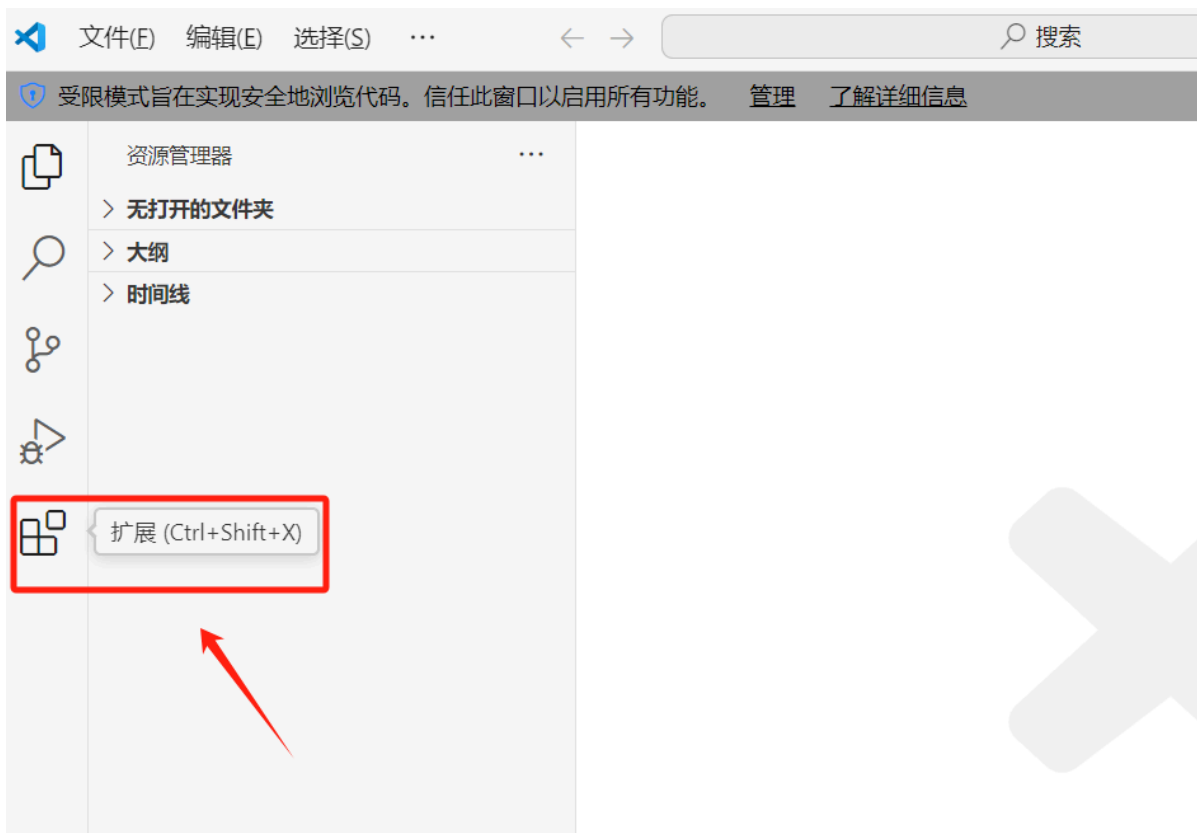 文件(F) 编辑(E) 选择(S) ··· ← → 搜索
受限模式旨在实现安全地浏览代码。信任此窗口以启用所有功能。 管理 了解详细信息
资源管理器 ···
无打开的文件夹
大纲
时间线
扩展 (Ctrl+Shift+X)